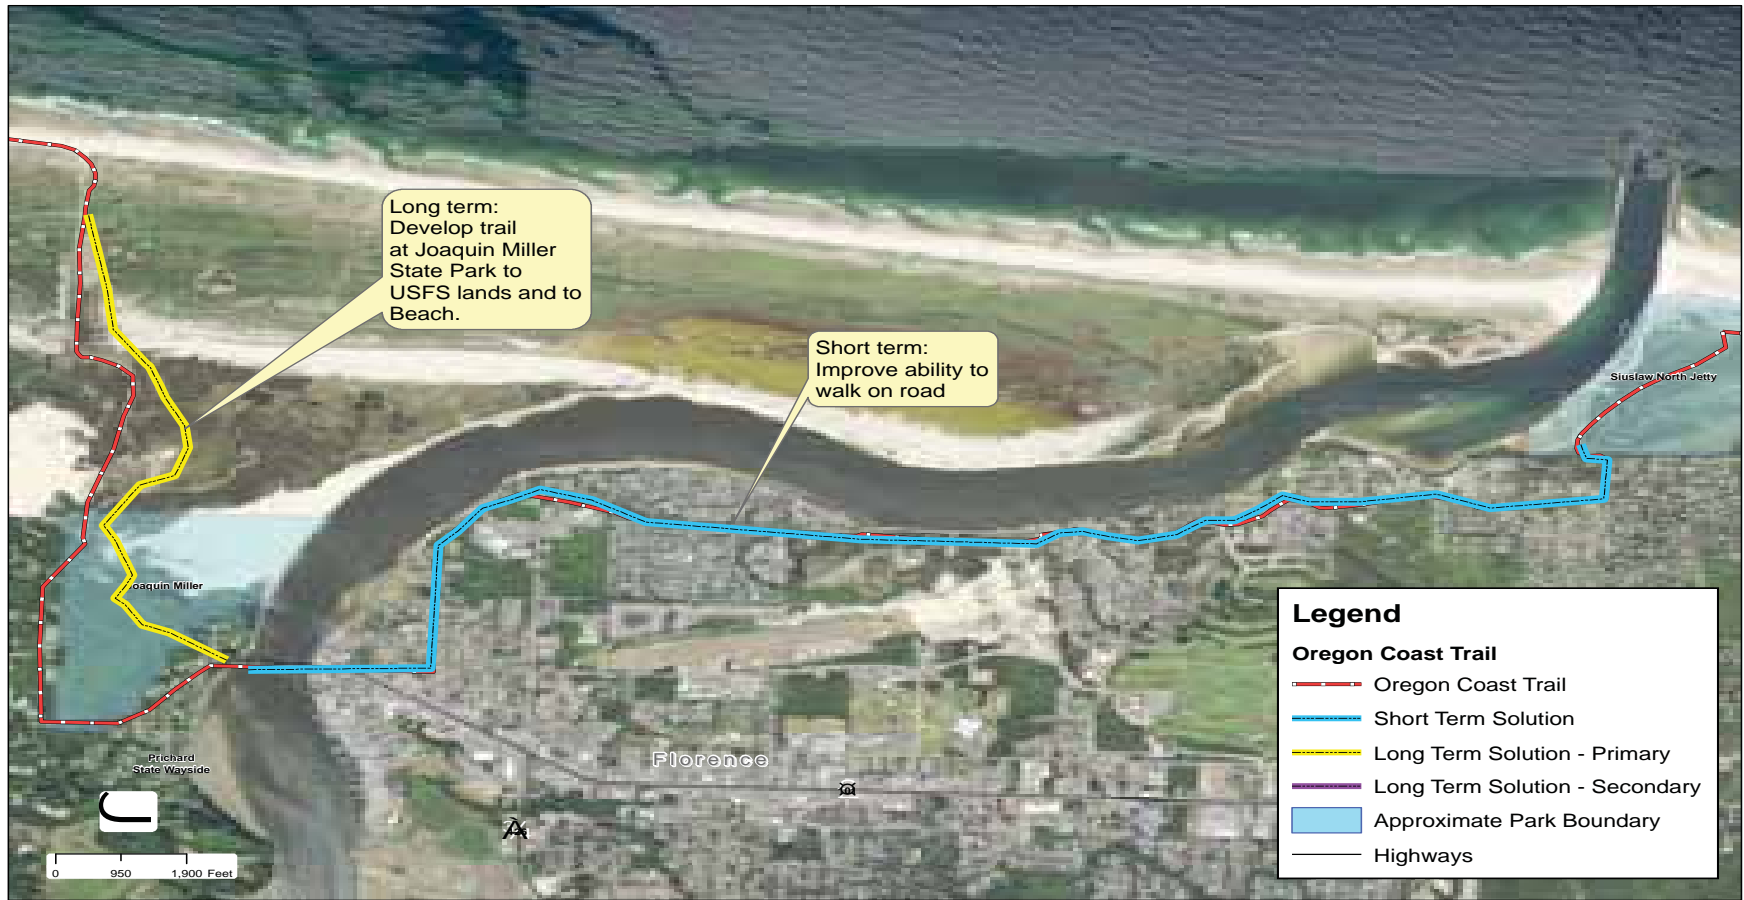 Long term:
Develop trail
at Joaquin Miller
State Park to
USFS lands and to
Beach.
Short term:
Improve ability to
walk on road
Siuslaw North Jetty
Joaquin Miller
Prichard
State Wayside
Florence
0 950 1,900 Feet
Legend
Oregon Coast Trail
Oregon Coast Trail
Short Term Solution
Long Term Solution - Primary
Long Term Solution - Secondary
Approximate Park Boundary
Highways